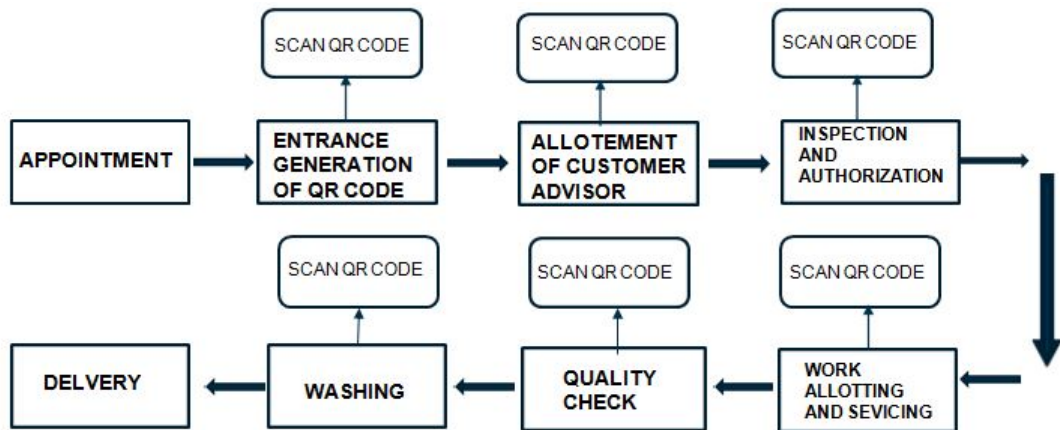 SCAN QR CODE
SCAN QR CODE
SCAN QR CODE
APPOINTMENT
ENTRANCE
GENERATION
OF QR CODE
ALLOTEMENT
OF CUSTOMER
ADVISOR
INSPECTION
AND
AUTHORIZATION
SCAN QR CODE
SCAN QR CODE
SCAN QR CODE
DELVERY
WASHING
QUALITY
CHECK
WORK
ALLOTTING
AND SEVICING